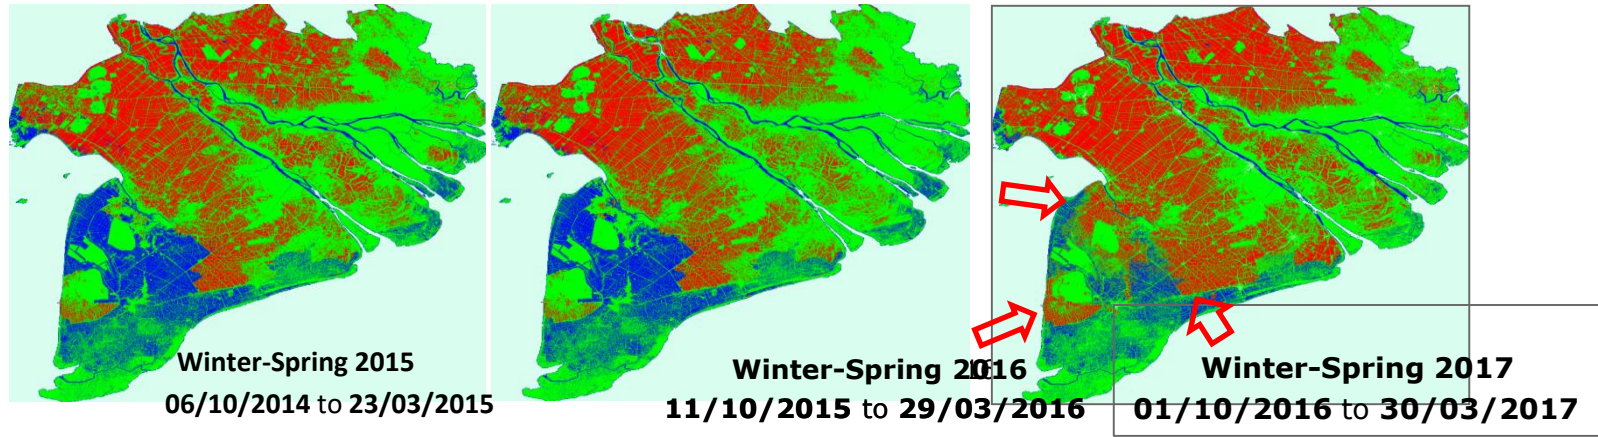 Winter-Spring 2015
06/10/2014 to 23/03/2015
Winter-Spring 2016
11/10/2015 to 29/03/2016
Winter-Spring 2017
01/10/2016 to 30/03/2017